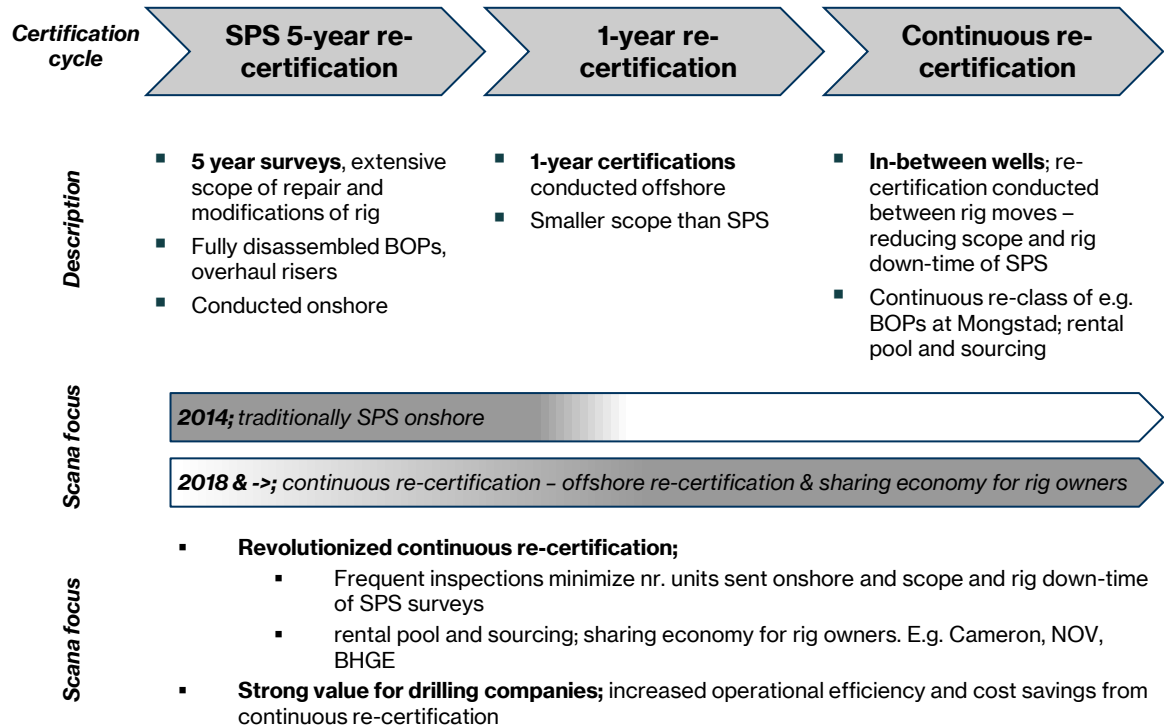 Certification
cycle
SPS 5-year re-
certification
1-year re-
certification
Continuous re-
certification
Description
▪ 5 year surveys, extensive
scope of repair and
modifications of rig
▪ Fully disassembled BOPs,
overhaul risers
▪ Conducted onshore
▪ 1-year certifications
conducted offshore
▪ Smaller scope than SPS
▪ In-between wells; re-
certification conducted
between rig moves –
reducing scope and rig
down-time of SPS
▪ Continuous re-class of e.g.
BOPs at Mongstad; rental
pool and sourcing
Scana focus
2014; traditionally SPS onshore
2018 & ->; continuous re-certification – offshore re-certification & sharing economy for rig owners
Scana focus
▪ Revolutionized continuous re-certification;
▪ Frequent inspections minimize nr. units sent onshore and scope and rig down-time
of SPS surveys
▪ rental pool and sourcing; sharing economy for rig owners. E.g. Cameron, NOV,
BHGE
▪ Strong value for drilling companies; increased operational efficiency and cost savings from
continuous re-certification